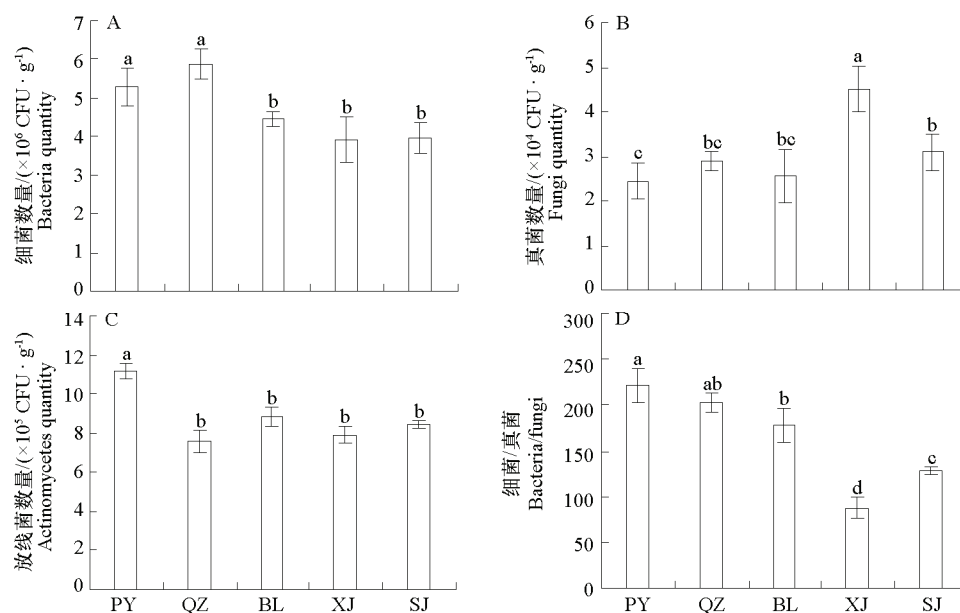 A
细菌数量/(×10⁶ CFU · g⁻¹)
Bacteria quantity
7
6
5
4
3
2
1
0
a
a
b
b
b
B
真菌数量/(×10⁴ CFU · g⁻¹)
Fungi quantity
6
5
4
3
2
1
0
c
bc
bc
a
b
C
放线菌数量/(×10⁵ CFU · g⁻¹)
Actinomycetes quantity
14
12
10
8
6
4
2
0
a
b
b
b
b
PY QZ BL XJ SJ
D
细菌/真菌
Bacteria/fungi
300
250
200
150
100
50
0
a
ab
b
d
c
PY QZ BL XJ SJ